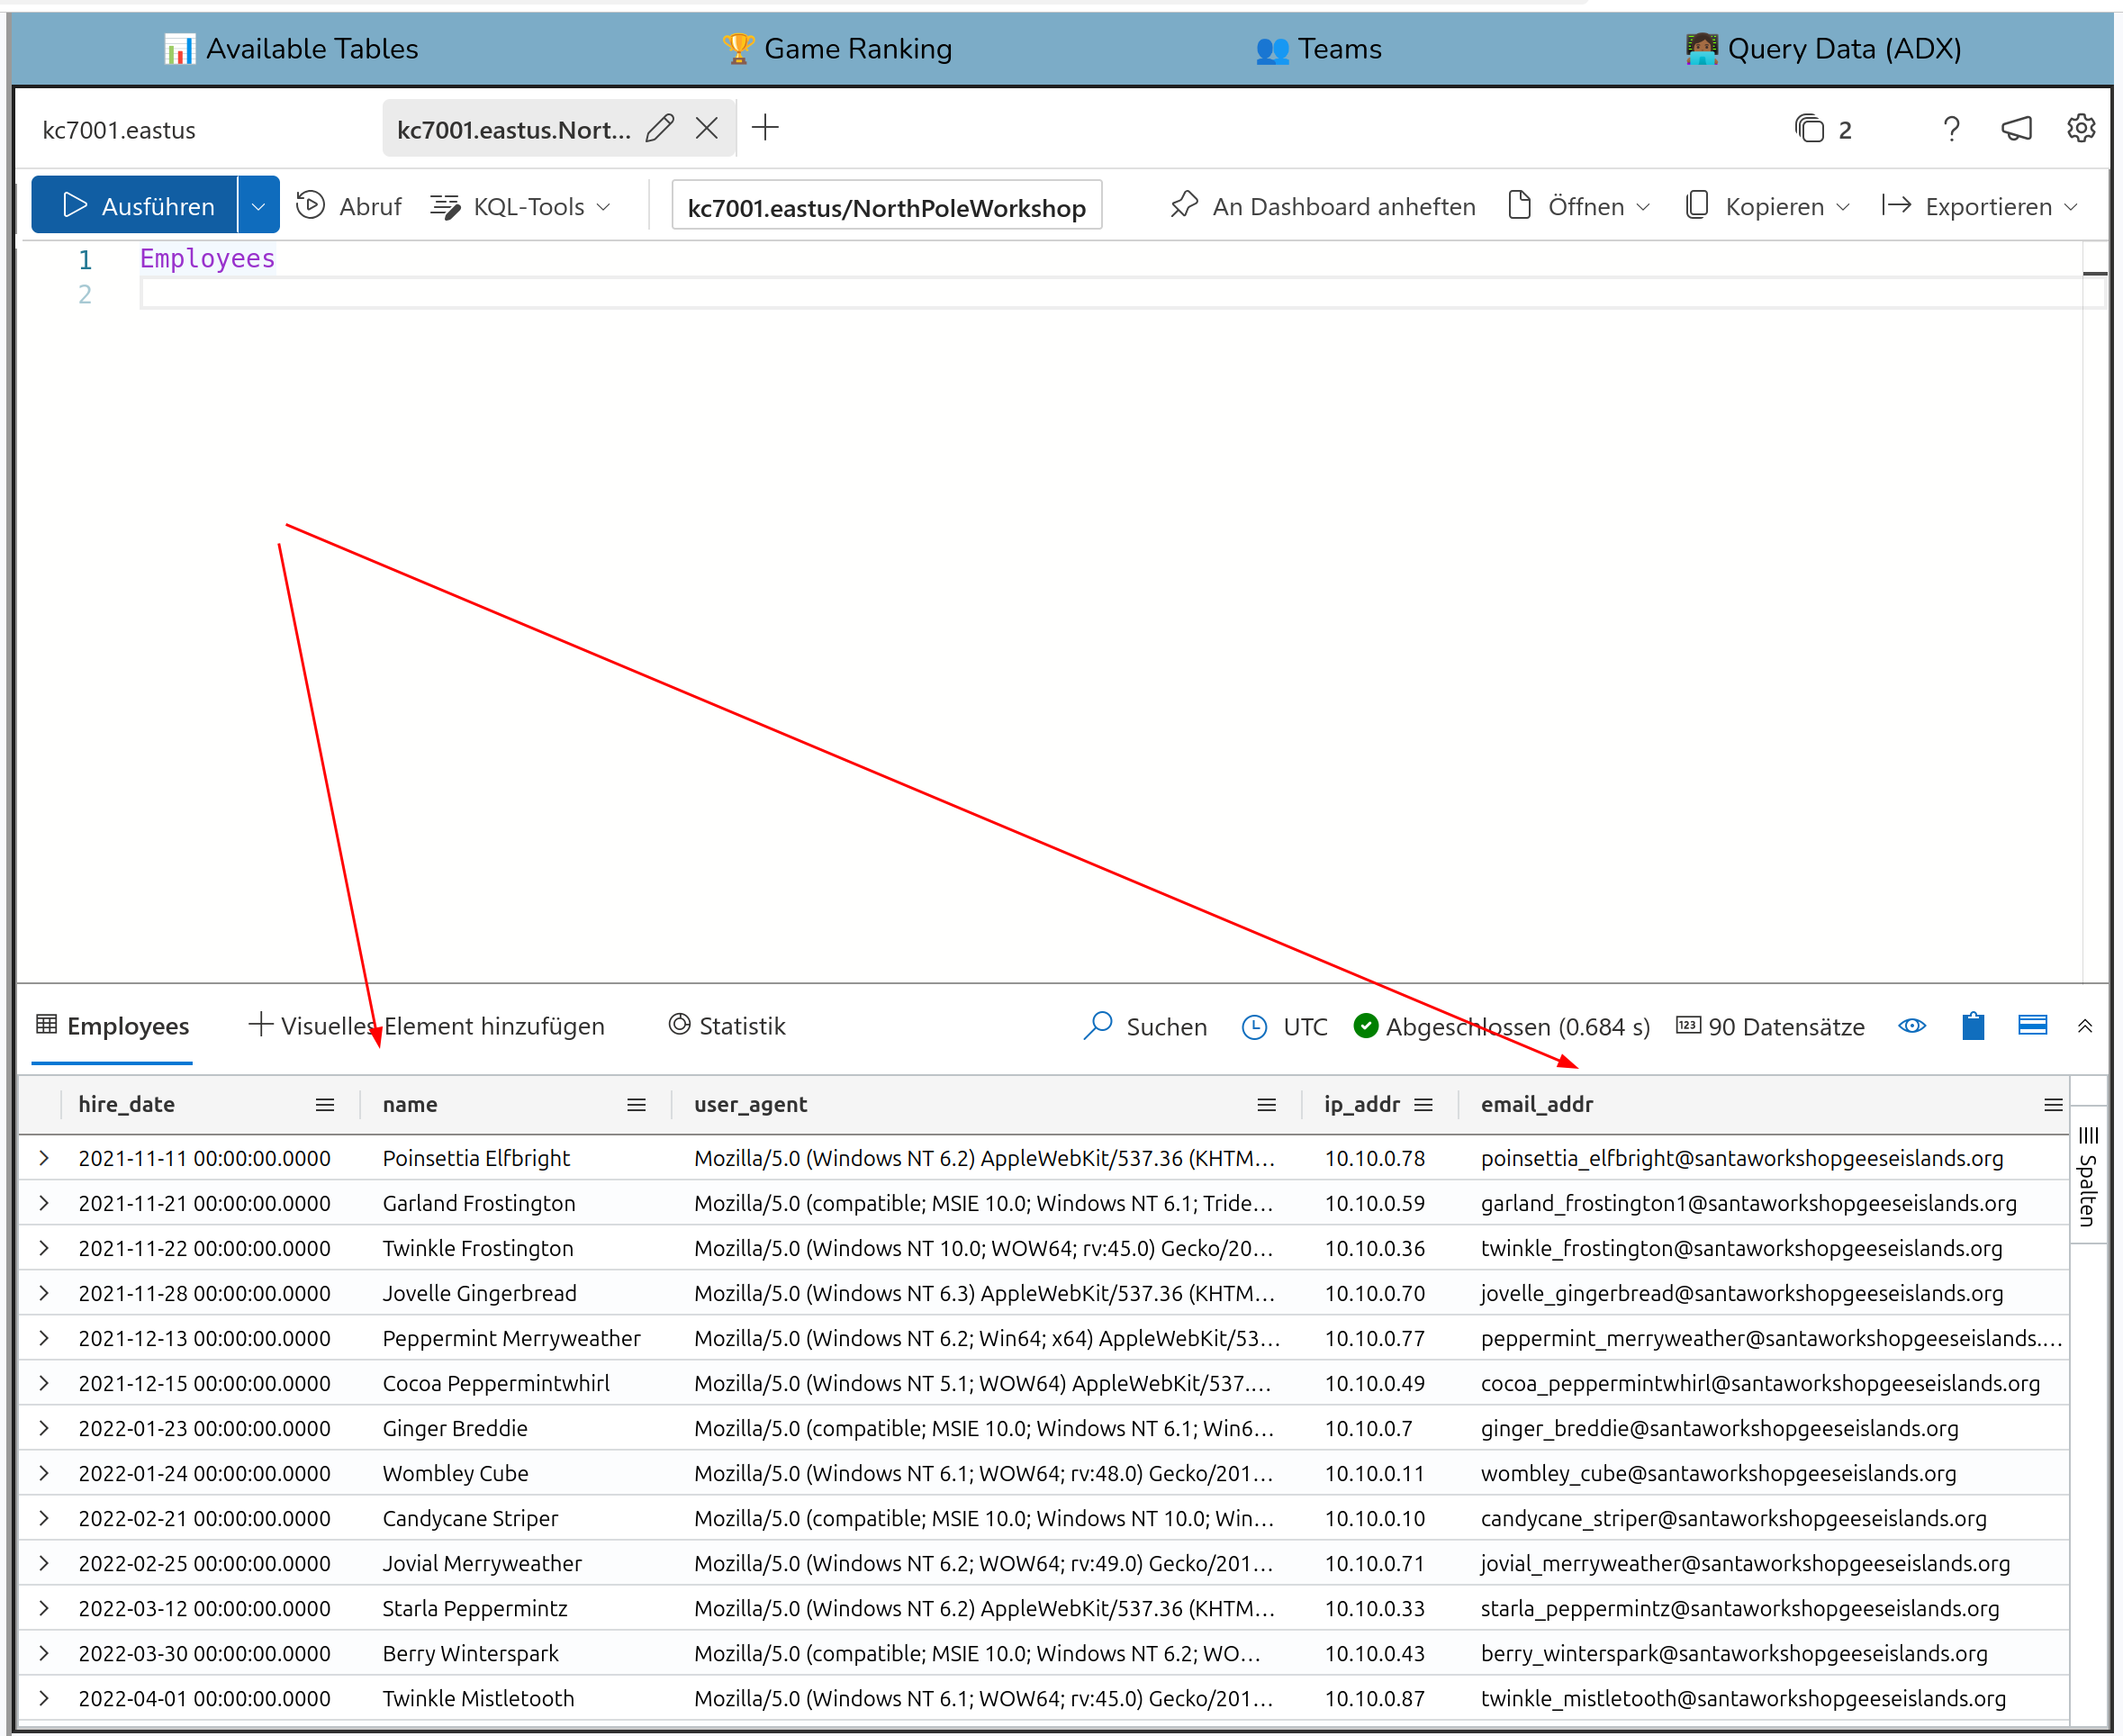 Available Tables Game Ranking Teams Query Data (ADX)
kc7001.eastus kc7001.eastus.Nort... 2 ?
Ausführen Abruf KQL-Tools kc7001.eastus/NorthPoleWorkshop An Dashboard anheften Öffnen Kopieren Exportieren
1 Employees
2
Employees Visuelles Element hinzufügen Statistik Suchen UTC Abgeschlossen (0.684 s) 123 90 Datensätze
hire_date name user_agent ip_addr email_addr
2021-11-11 00:00:00.0000 Poinsettia Elfbright Mozilla/5.0 (Windows NT 6.2) AppleWebKit/537.36 (KHTM... 10.10.0.78 poinsettia_elfbright@santaworkshopgeeseislands.org
2021-11-21 00:00:00.0000 Garland Frostington Mozilla/5.0 (compatible; MSIE 10.0; Windows NT 6.1; Tride... 10.10.0.59 garland_frostington1@santaworkshopgeeseislands.org
2021-11-22 00:00:00.0000 Twinkle Frostington Mozilla/5.0 (Windows NT 10.0; WOW64; rv:45.0) Gecko/20... 10.10.0.36 twinkle_frostington@santaworkshopgeeseislands.org
2021-11-28 00:00:00.0000 Jovelle Gingerbread Mozilla/5.0 (Windows NT 6.3) AppleWebKit/537.36 (KHTM... 10.10.0.70 jovelle_gingerbread@santaworkshopgeeseislands.org
2021-12-13 00:00:00.0000 Peppermint Merryweather Mozilla/5.0 (Windows NT 6.2; Win64; x64) AppleWebKit/53... 10.10.0.77 peppermint_merryweather@santaworkshopgeeseislands....
2021-12-15 00:00:00.0000 Cocoa Peppermintwhirl Mozilla/5.0 (Windows NT 5.1; WOW64) AppleWebKit/537.... 10.10.0.49 cocoa_peppermintwhirl@santaworkshopgeeseislands.org
2022-01-23 00:00:00.0000 Ginger Breddie Mozilla/5.0 (compatible; MSIE 10.0; Windows NT 6.1; Win6... 10.10.0.7 ginger_breddie@santaworkshopgeeseislands.org
2022-01-24 00:00:00.0000 Wombley Cube Mozilla/5.0 (Windows NT 6.1; WOW64; rv:48.0) Gecko/201... 10.10.0.11 wombley_cube@santaworkshopgeeseislands.org
2022-02-21 00:00:00.0000 Candycane Striper Mozilla/5.0 (compatible; MSIE 10.0; Windows NT 10.0; Win... 10.10.0.10 candycane_striper@santaworkshopgeeseislands.org
2022-02-25 00:00:00.0000 Jovial Merryweather Mozilla/5.0 (Windows NT 6.2; WOW64; rv:49.0) Gecko/201... 10.10.0.71 jovial_merryweather@santaworkshopgeeseislands.org
2022-03-12 00:00:00.0000 Starla Peppermintz Mozilla/5.0 (Windows NT 6.2) AppleWebKit/537.36 (KHTM... 10.10.0.33 starla_peppermintz@santaworkshopgeeseislands.org
2022-03-30 00:00:00.0000 Berry Winterspark Mozilla/5.0 (compatible; MSIE 10.0; Windows NT 6.2; WO... 10.10.0.43 berry_winterspark@santaworkshopgeeseislands.org
2022-04-01 00:00:00.0000 Twinkle Mistletooth Mozilla/5.0 (Windows NT 6.1; WOW64; rv:45.0) Gecko/201... 10.10.0.87 twinkle_mistletooth@santaworkshopgeeseislands.org
Spalten